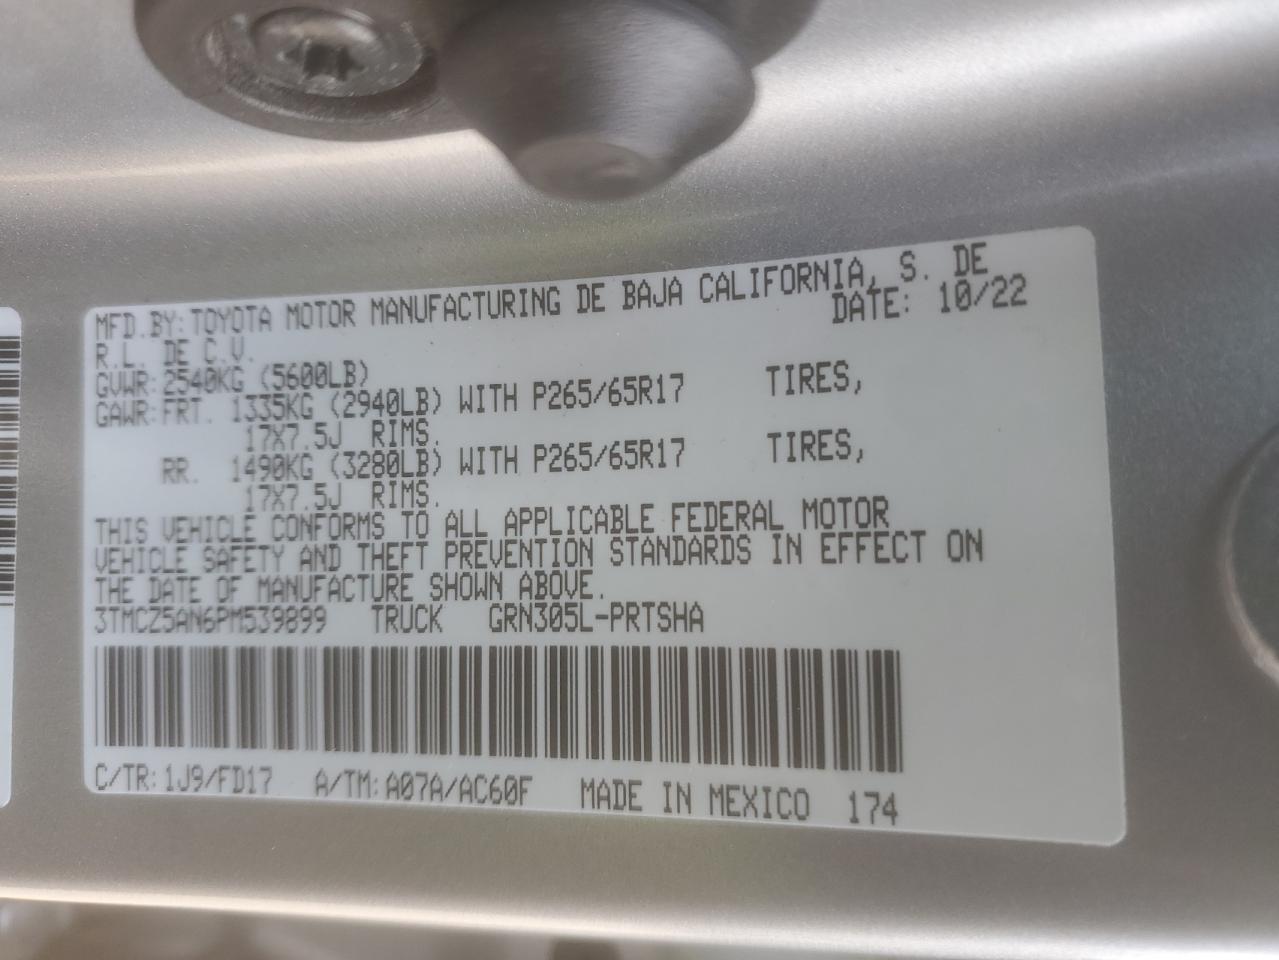 MFD.BY:TOYOTA MOTOR MANUFACTURING DE BAJA CALIFORNIA, S. DE
R.L. DE C.V. DATE: 10/22
GVWR:2540KG (5600LB)
GAWR:FRT. 1335KG (2940LB) WITH P265/65R17 TIRES,
17X7.5J RIMS.
RR. 1490KG (3280LB) WITH P265/65R17 TIRES,
17X7.5J RIMS.
THIS VEHICLE CONFORMS TO ALL APPLICABLE FEDERAL MOTOR
VEHICLE SAFETY AND THEFT PREVENTION STANDARDS IN EFFECT ON
THE DATE OF MANUFACTURE SHOWN ABOVE.
3TMCZ5AN6PM539899 TRUCK GRN305L-PRTSHA
C/TR:1J9/FD17 A/TM:A07A/AC60F MADE IN MEXICO 174